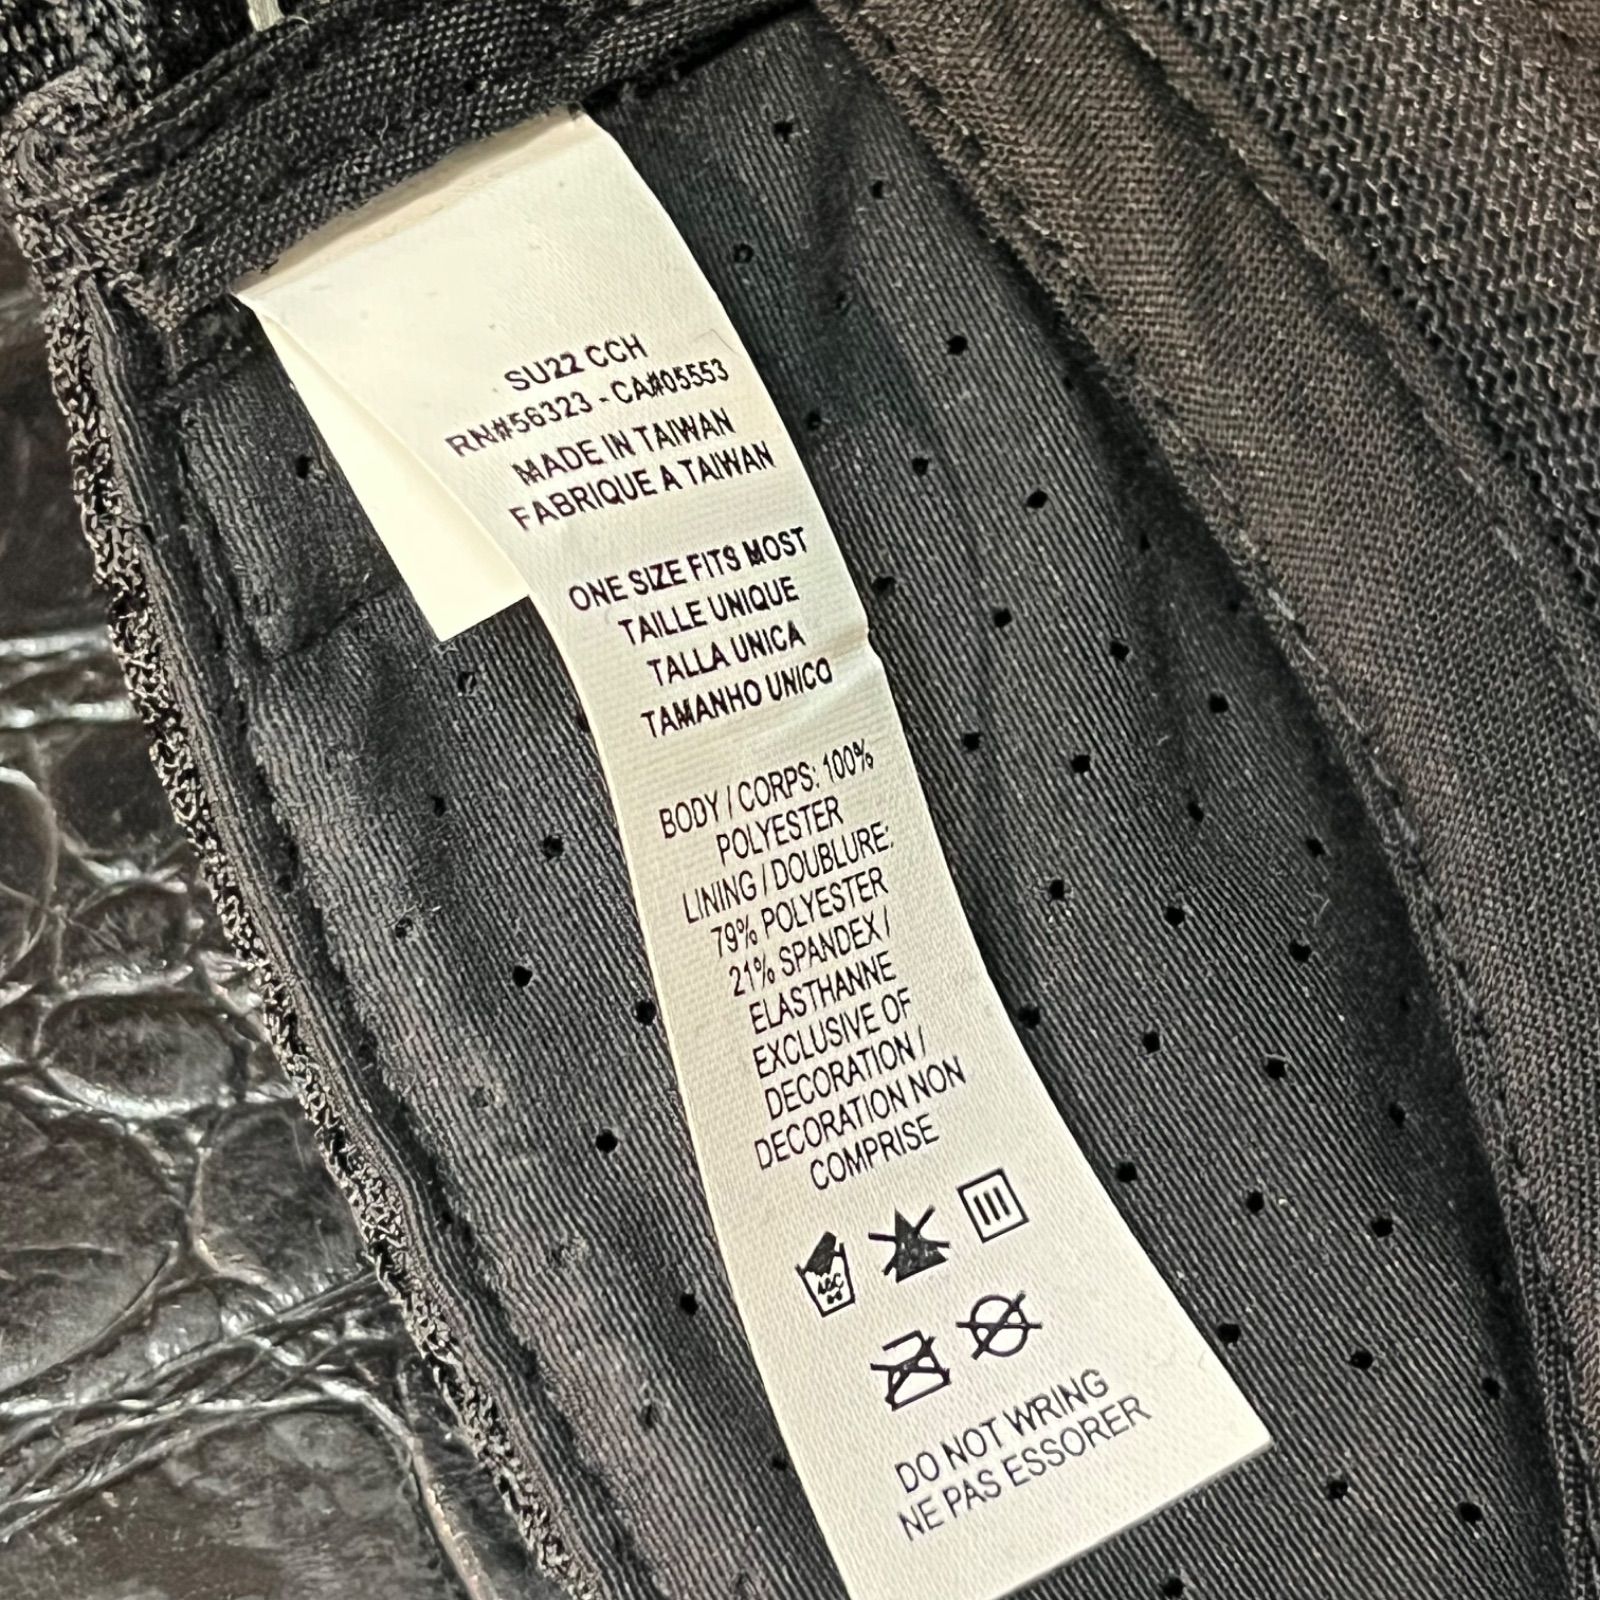 SU22 CCH
RN#56323 - CA#05553
MADE IN TAIWAN
FABRIQUE A TAIWAN
ONE SIZE FITS MOST
TAILLE UNIQUE
TALLA UNICA
TAMANHO UNICO
BODY / CORPS: 100%
POLYESTER
LINING / DOUBLURE:
79% POLYESTER
21% SPANDEX /
ELASTHANNE
EXCLUSIVE OF
DECORATION /
DECORATION NON
COMPRISE
DO NOT WRING
NE PAS ESSORER